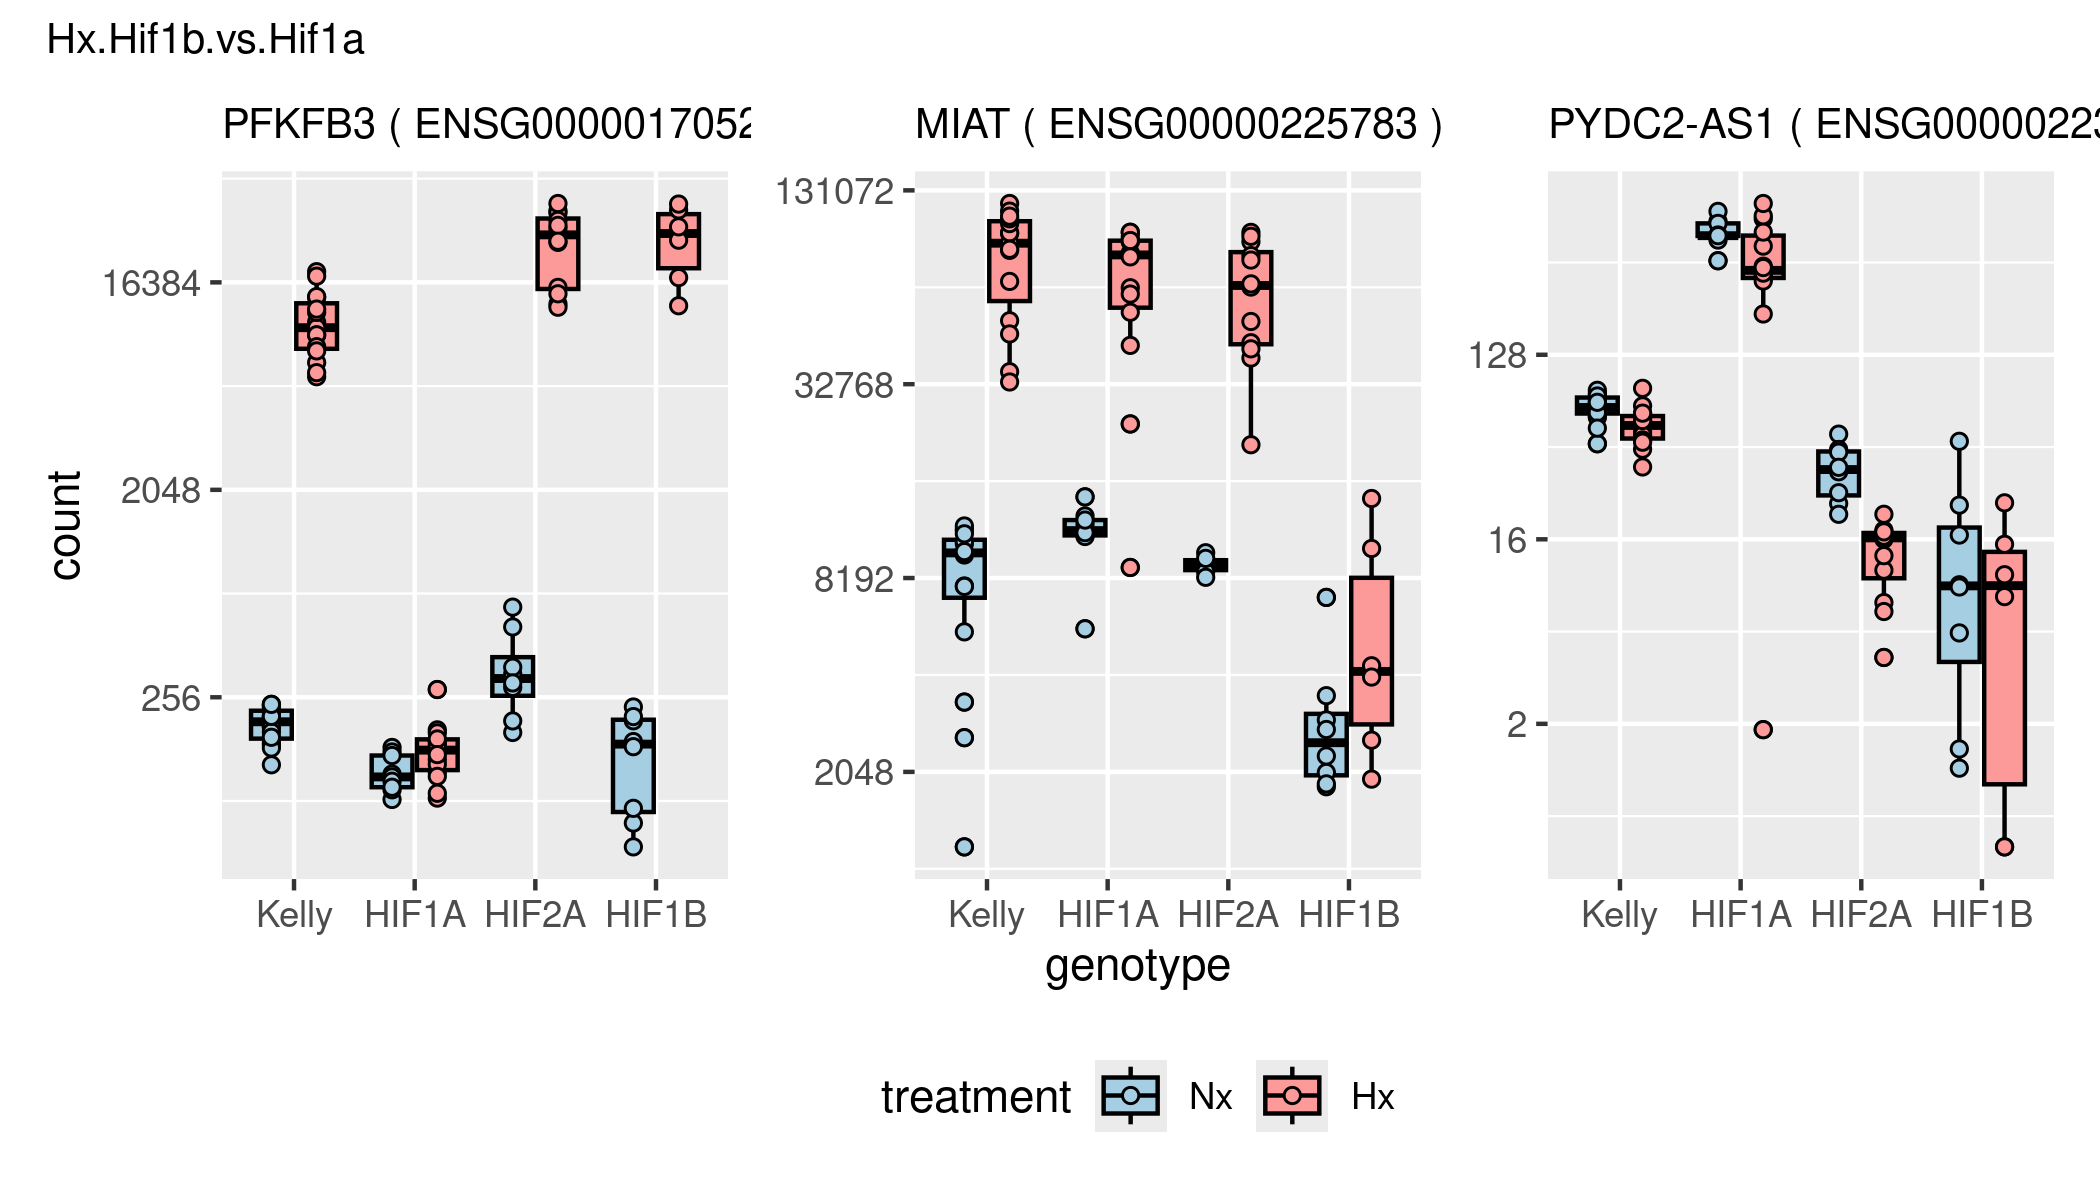 Hx.Hif1b.vs.Hif1a
PFKFB3 ( ENSG0000017052
MIAT ( ENSG00000225783 )
PYDC2-AS1 ( ENSG00000223
count
16384
2048
256
131072
32768
8192
2048
128
16
2
Kelly HIF1A HIF2A HIF1B
Kelly HIF1A HIF2A HIF1B
Kelly HIF1A HIF2A HIF1B
genotype
treatment Nx Hx